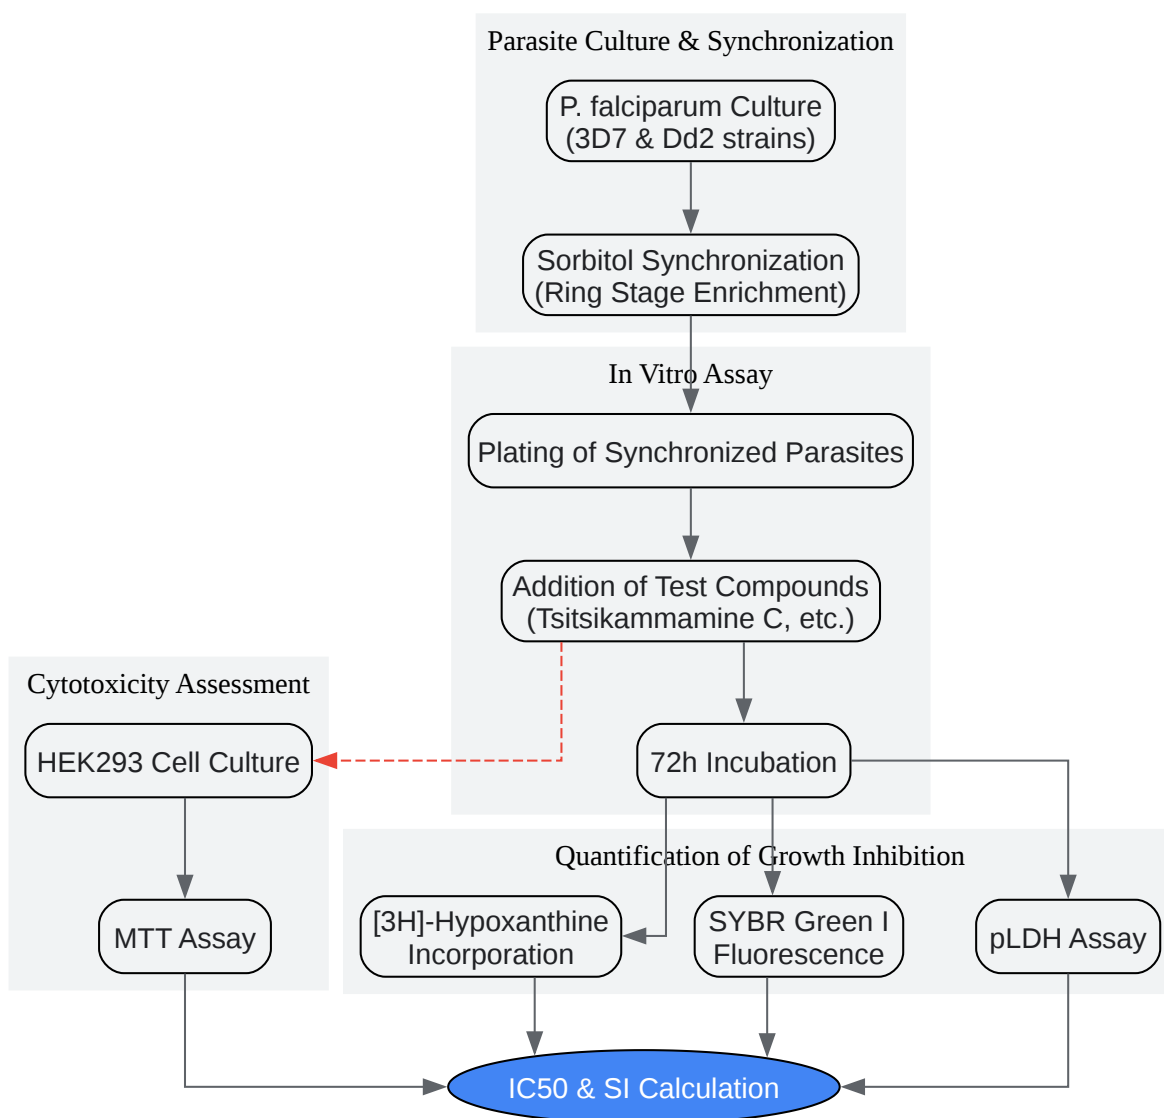 Parasite Culture & Synchronization
P. falciparum Culture
(3D7 & Dd2 strains)
Sorbitol Synchronization
(Ring Stage Enrichment)
In Vitro Assay
Plating of Synchronized Parasites
Addition of Test Compounds
(Tsitsikammamine C, etc.)
Cytotoxicity Assessment
HEK293 Cell Culture
72h Incubation
Quantification of Growth Inhibition
MTT Assay
[3H]-Hypoxanthine
Incorporation
SYBR Green I
Fluorescence
pLDH Assay
IC50 & SI Calculation